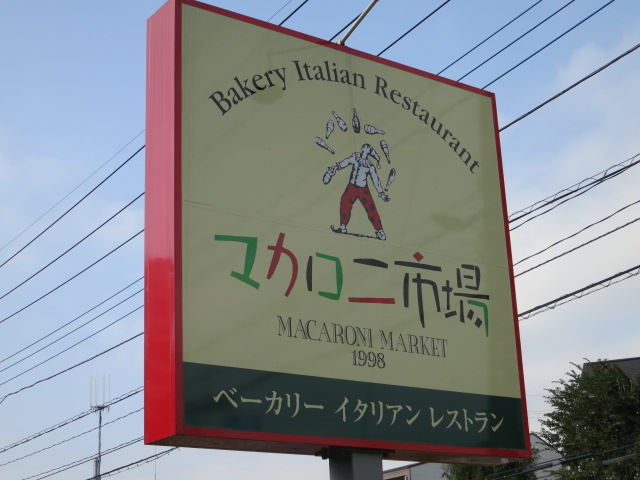 Bakery Italian Restaurant
マカロニ市場
MACARONI MARKET
1998
ベーカリー イタリアン レストラン